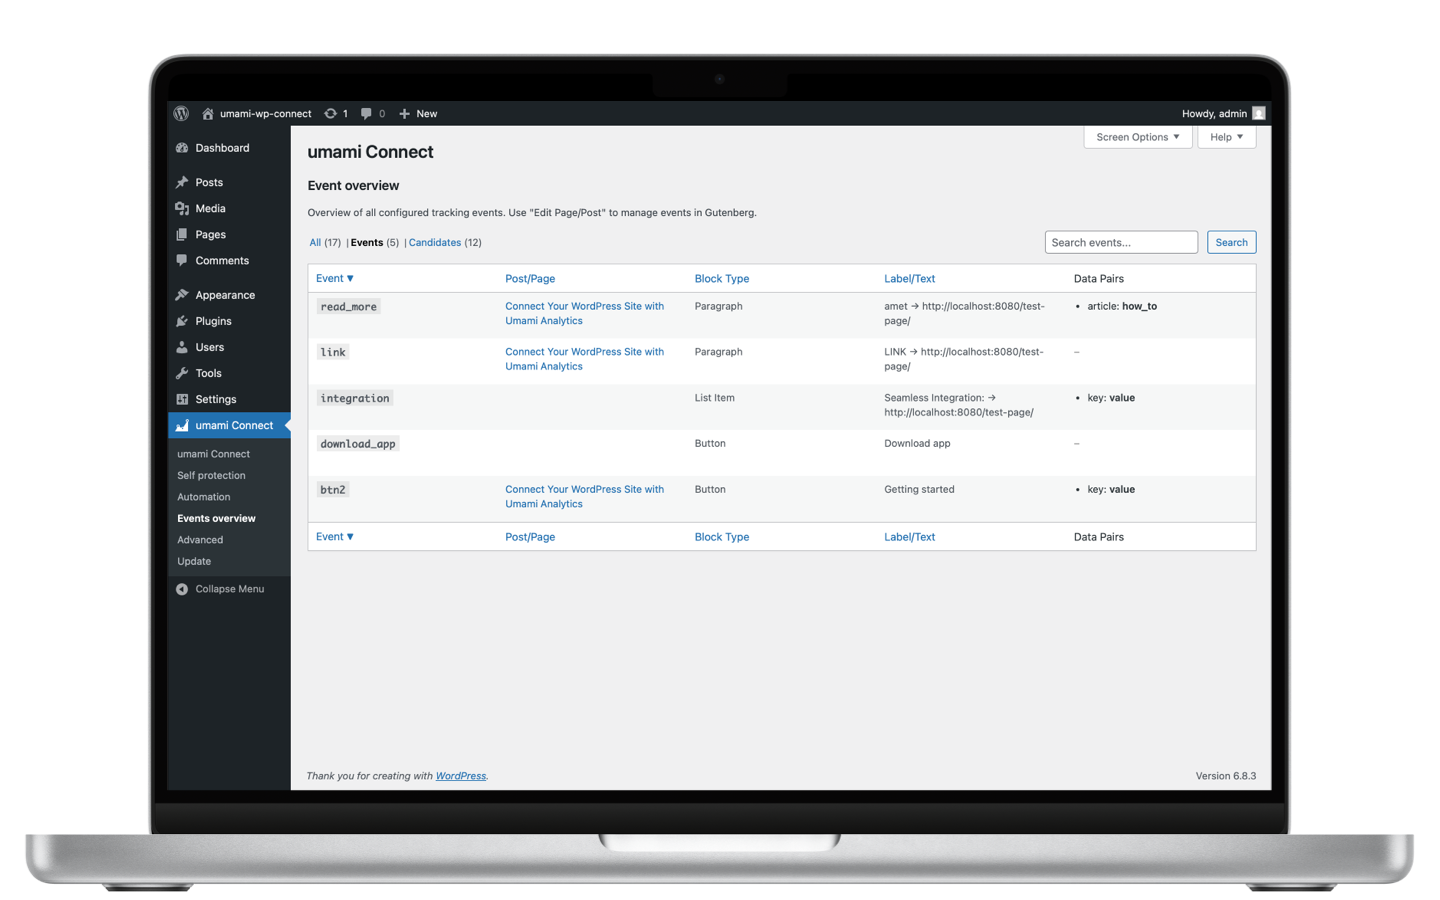 umami-wp-connect 1 0 New Howdy, admin
Dashboard
Posts
Media
Pages
Comments
Appearance
Plugins
Users
Tools
Settings
umami Connect
umami Connect
Self protection
Automation
Events overview
Advanced
Update
Collapse Menu
Screen Options ▼ Help ▼
umami Connect
Event overview
Overview of all configured tracking events. Use "Edit Page/Post" to manage events in Gutenberg.
All (17) | Events (5) | Candidates (12)
Search events... Search
Event ▼ Post/Page Block Type Label/Text Data Pairs
read_more Connect Your WordPress Site with Paragraph amet → http://localhost:8080/test- • article: how_to
Umami Analytics page/
link Connect Your WordPress Site with Paragraph LINK → http://localhost:8080/test- –
Umami Analytics page/
integration List Item Seamless Integration: → • key: value
http://localhost:8080/test-page/
download_app Button Download app –
btn2 Connect Your WordPress Site with Button Getting started • key: value
Umami Analytics
Event ▼ Post/Page Block Type Label/Text Data Pairs
Thank you for creating with WordPress. Version 6.8.3